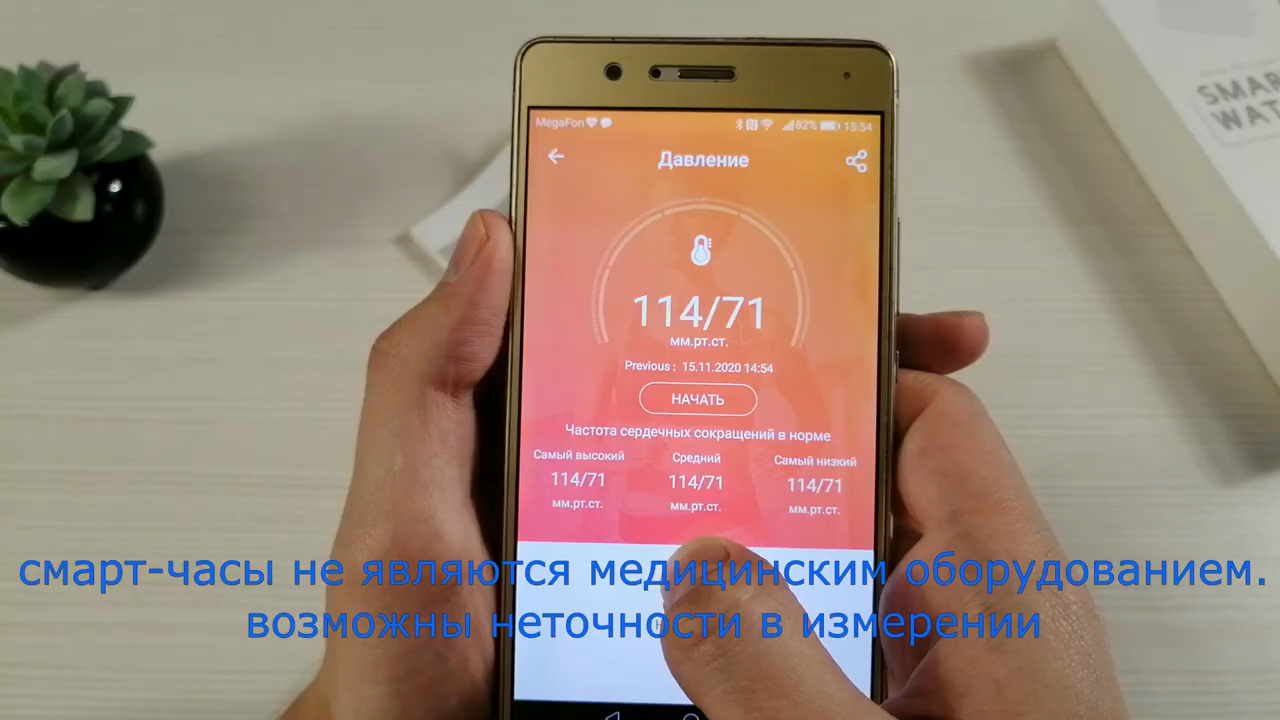 SMART
WATCH
MegaFon
82% 15:54
Давление
114/71
мм.рт.ст.
Previous : 15.11.2020 14:54
НАЧАТЬ
Частота сердечных сокращений в норме
Самый высокий Средний Самый низкий
114/71 114/71 114/71
мм.рт.ст. мм.рт.ст. мм.рт.ст.
смарт-часы не являются медицинским оборудованием.
возможны неточности в измерении